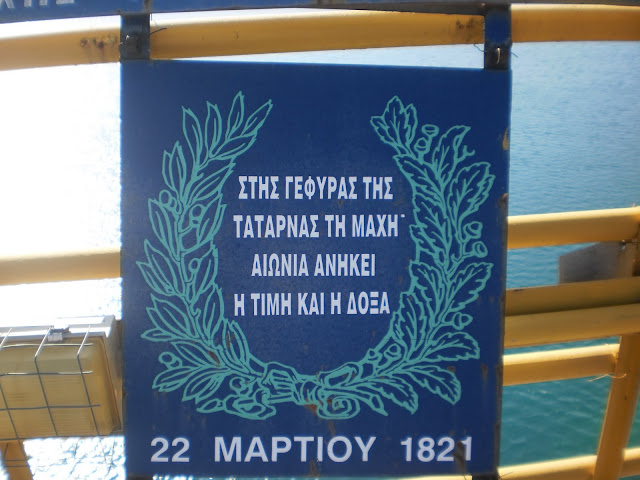 ΣΤΗΣ ΓΕΦΥΡΑΣ ΤΗΣ
ΤΑΤΑΡΝΑΣ ΤΗ ΜΑΧΗ
ΑΙΩΝΙΑ ΑΝΗΚΕΙ
Η ΤΙΜΗ ΚΑΙ Η ΔΟΞΑ
22 ΜΑΡΤΙΟΥ 1821